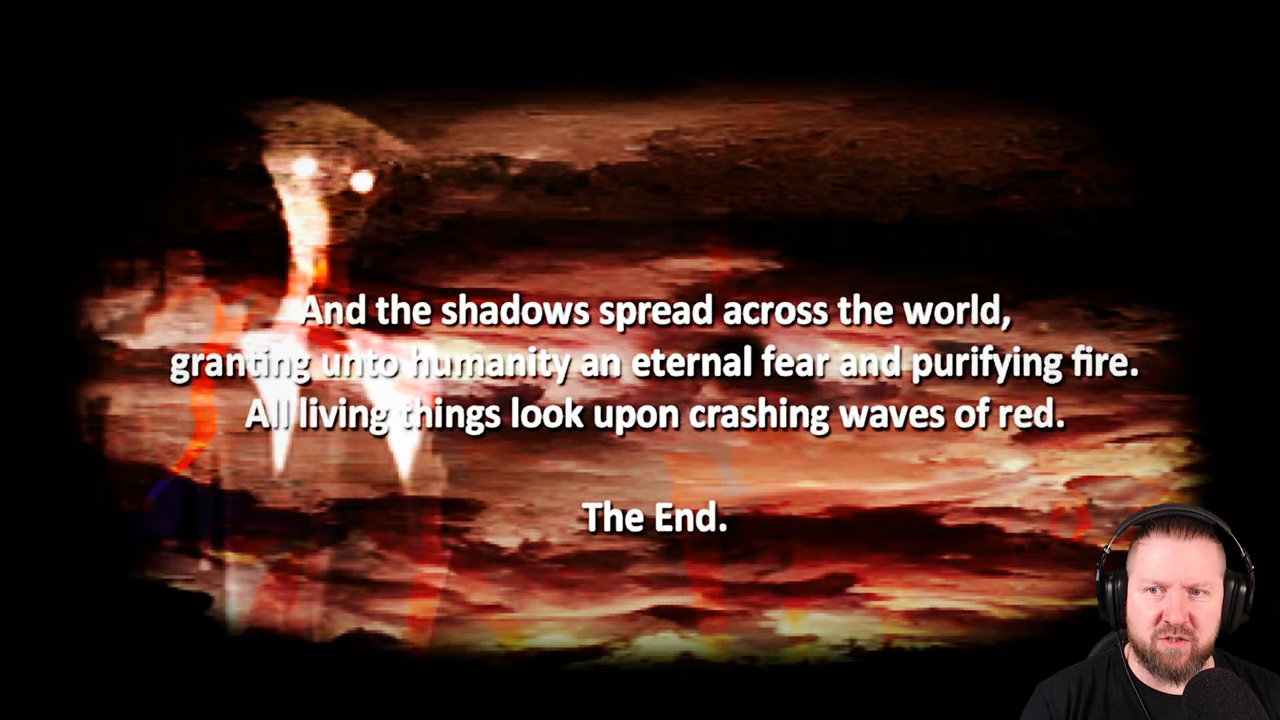 And the shadows spread across the world,
granting unto humanity an eternal fear and purifying fire.
All living things look upon crashing waves of red.
The End.